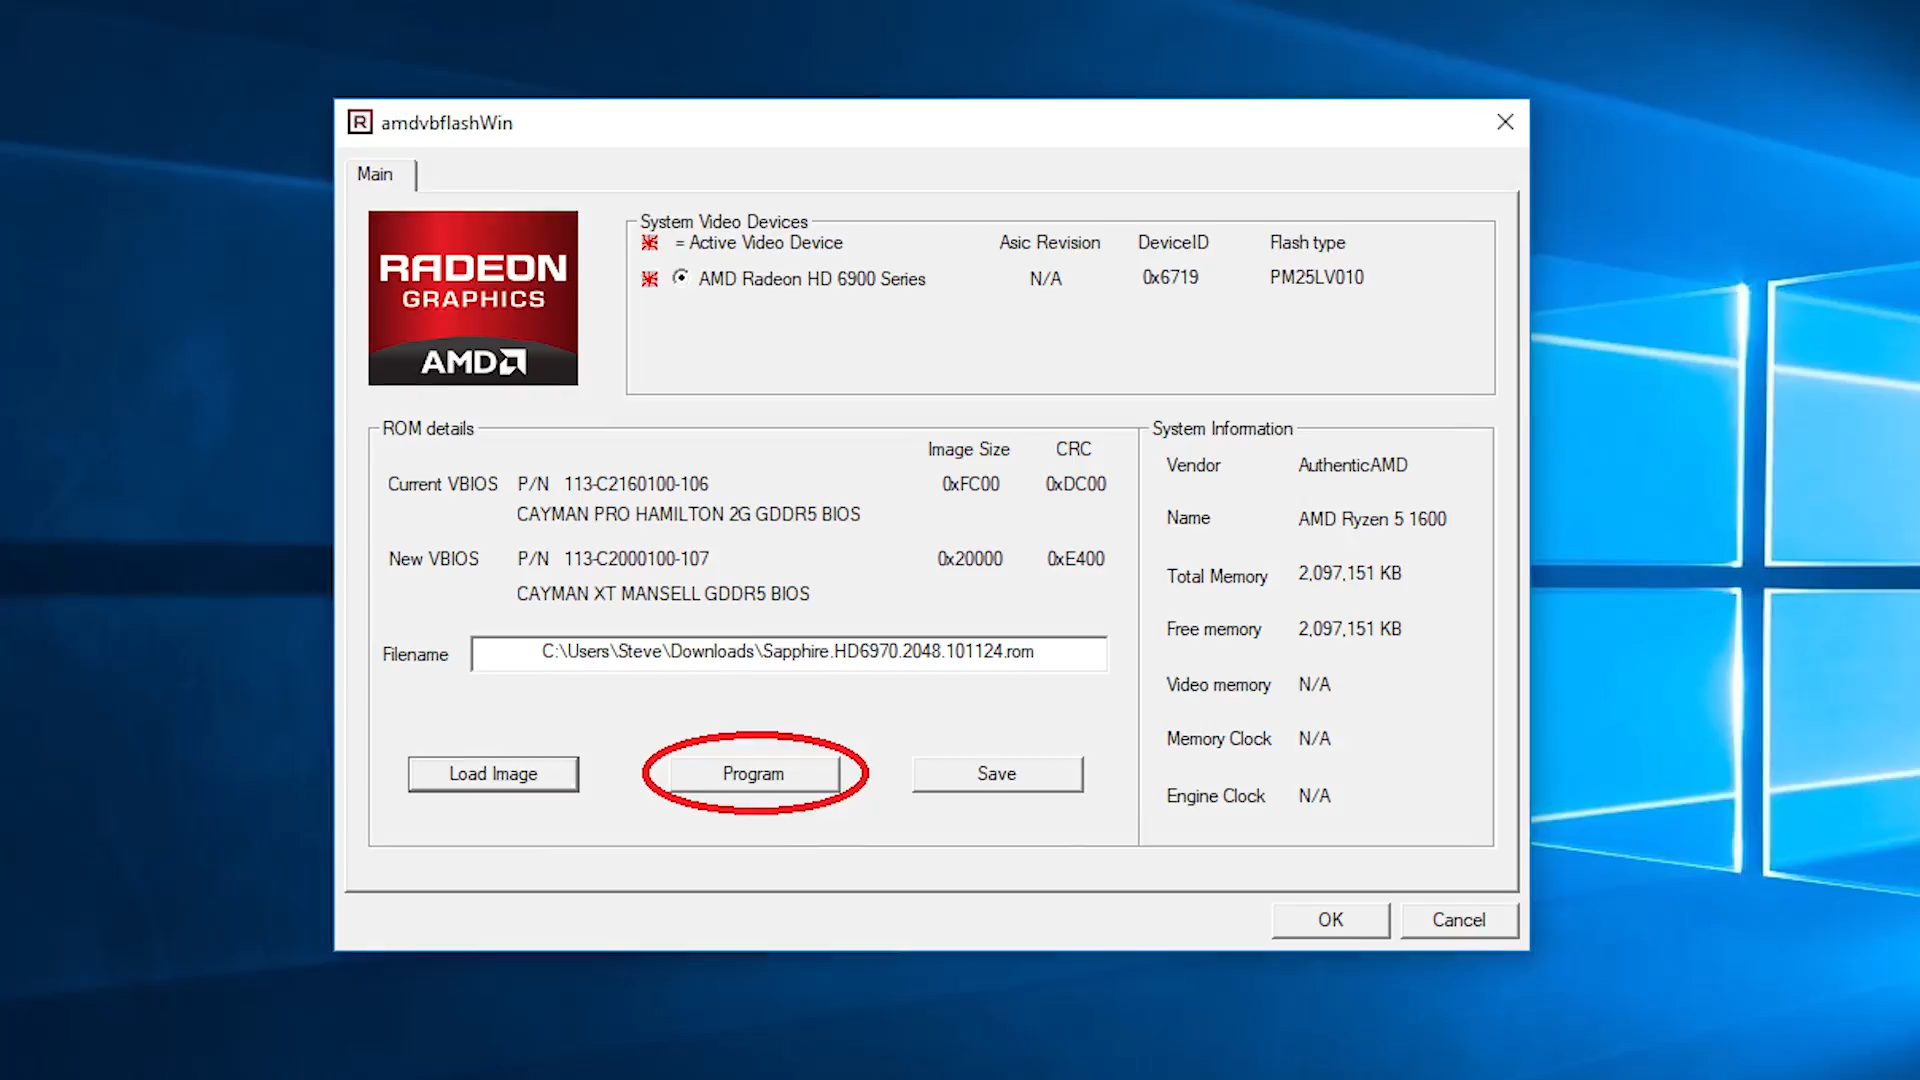 amdvbflashWin
Main
RADEON
GRAPHICS
AMD
System Video Devices
= Active Video Device Asic Revision DeviceID Flash type
AMD Radeon HD 6900 Series N/A 0x6719 PM25LV010
ROM details
Image Size CRC
Current VBIOS P/N 113-C2160100-106 0xFC00 0xDC00
CAYMAN PRO HAMILTON 2G GDDR5 BIOS
New VBIOS P/N 113-C2000100-107 0x20000 0xE400
CAYMAN XT MANSELL GDDR5 BIOS
Filename C:\Users\Steve\Downloads\Sapphire.HD6970.2048.101124.rom
Load Image Program Save
System Information
Vendor AuthenticAMD
Name AMD Ryzen 5 1600
Total Memory 2,097,151 KB
Free memory 2,097,151 KB
Video memory N/A
Memory Clock N/A
Engine Clock N/A
OK Cancel